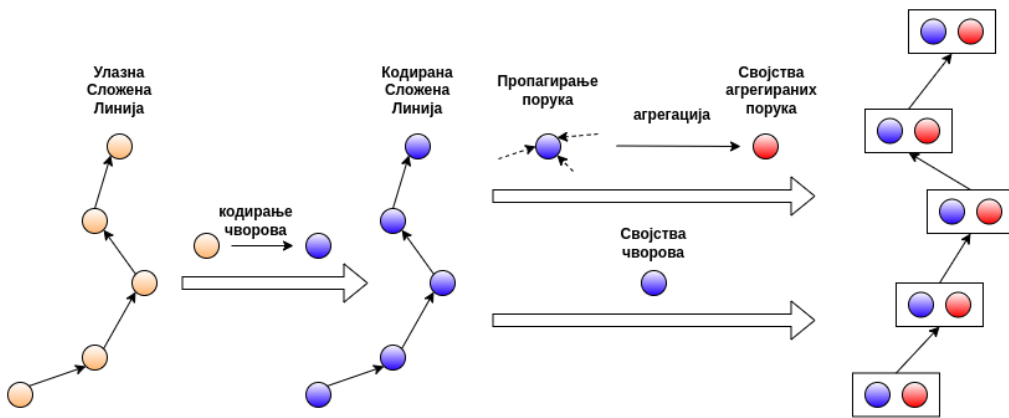 Улазна
Сложена
Линија
кодирање
чворова
Кодирана
Сложена
Линија
Пропагирање
порука
агрегација
Својства
агрегираних
порука
Својства
чворова